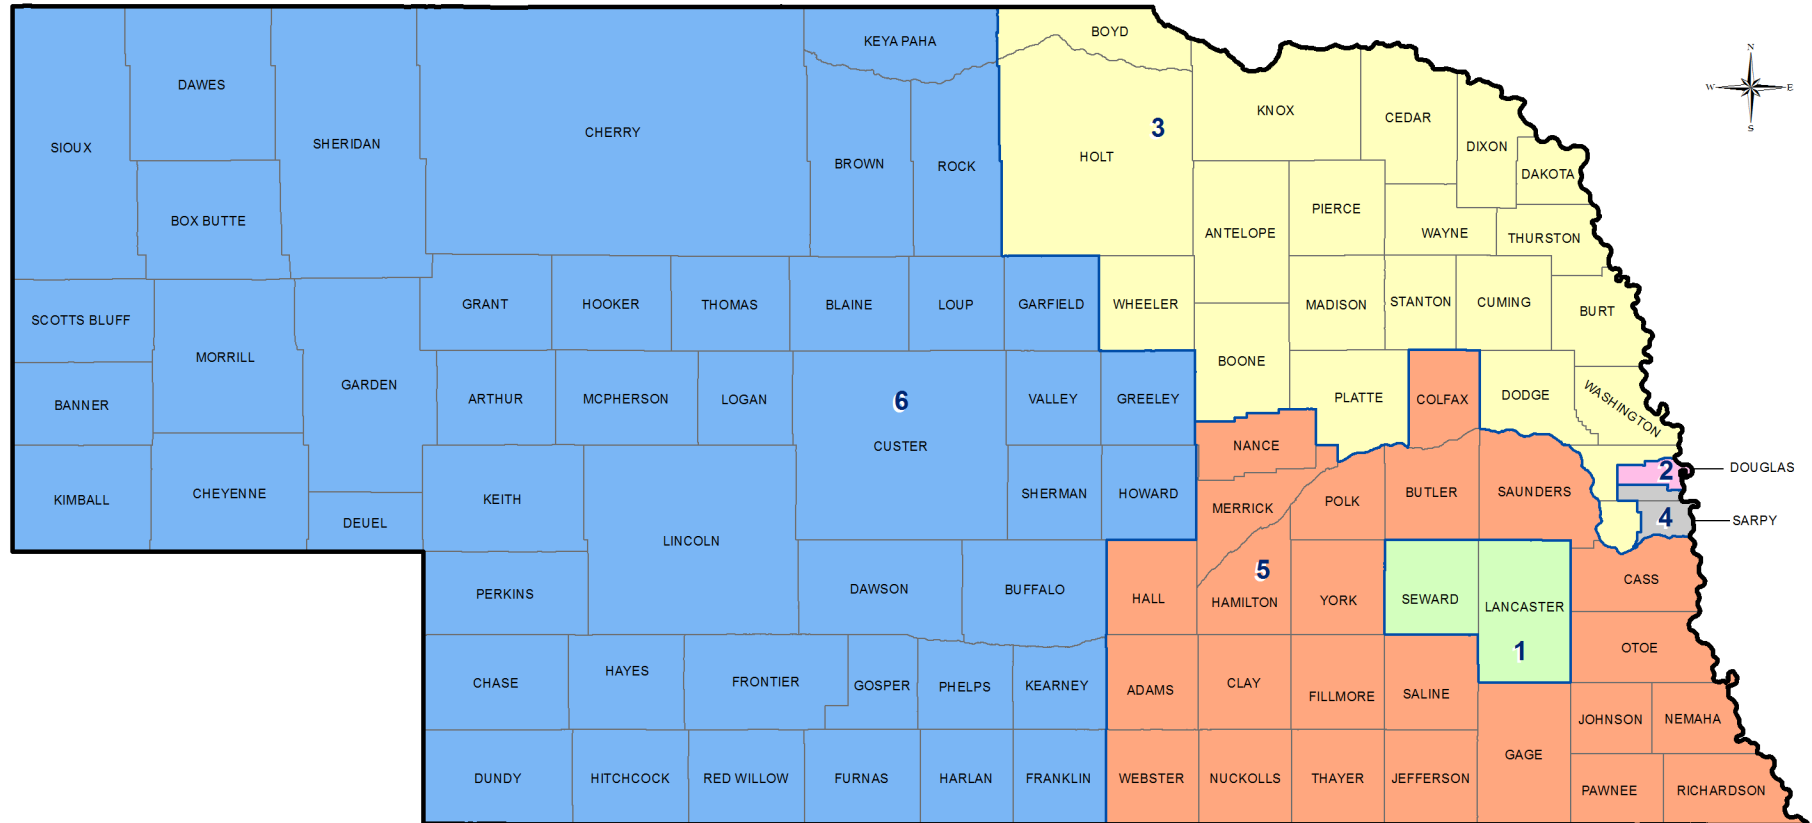 KEYA PAHA
BOYD
N
W
E
S
DAWES
SIOUX
SHERIDAN
CHERRY
BROWN
ROCK
HOLT
3
KNOX
CEDAR
DIXON
DAKOTA
BOX BUTTE
ANTELOPE
PIERCE
WAYNE
THURSTON
SCOTTS BLUFF
GRANT
HOOKER
THOMAS
BLAINE
LOUP
GARFIELD
WHEELER
MADISON
STANTON
CUMING
BURT
MORRILL
GARDEN
BOONE
BANNER
ARTHUR
MCPHERSON
LOGAN
6
CUSTER
VALLEY
GREELEY
PLATTE
COLFAX
DODGE
WASHINGTON
NANCE
2
DOUGLAS
KIMBALL
CHEYENNE
DEUEL
KEITH
LINCOLN
SHERMAN
HOWARD
MERRICK
POLK
BUTLER
SAUNDERS
4
SARPY
PERKINS
DAWSON
BUFFALO
HALL
5
HAMILTON
YORK
SEWARD
LANCASTER
1
CASS
OTOE
CHASE
HAYES
FRONTIER
GOSPER
PHELPS
KEARNEY
ADAMS
CLAY
FILLMORE
SALINE
JOHNSON
NEMAHA
GAGE
DUNDY
HITCHCOCK
RED WILLOW
FURNAS
HARLAN
FRANKLIN
WEBSTER
NUCKOLLS
THAYER
JEFFERSON
PAWNEE
RICHARDSON